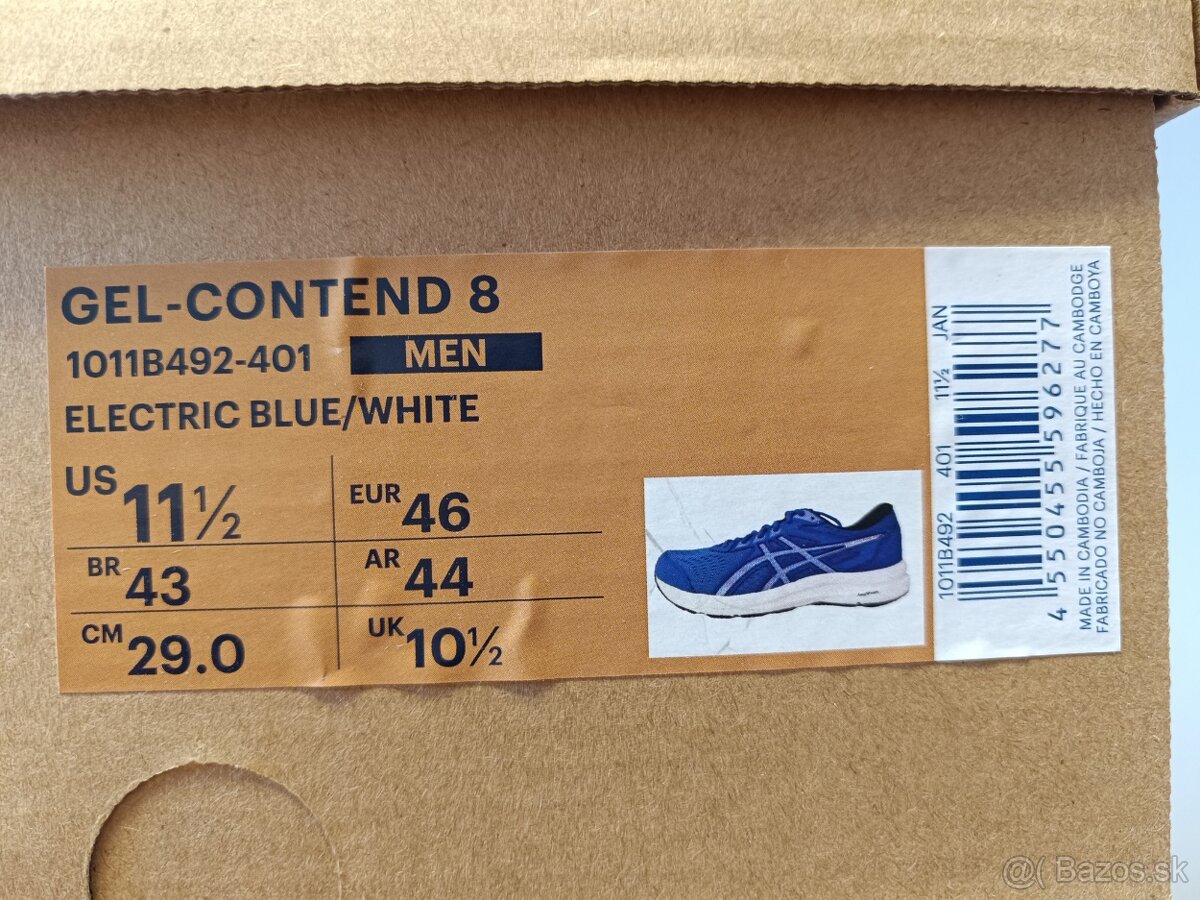 GEL-CONTEND 8
1011B492-401 MEN
ELECTRIC BLUE/WHITE
US 11½ EUR 46
BR 43 AR 44
CM 29.0 UK 10½
1011B492 401 11½ JAN
4 550455 596277
MADE IN CAMBODIA / FABRIQUE AU CAMBODGE
FABRICADO NO CAMBOJA / HECHO EN CAMBOYA
@( Bazos.sk